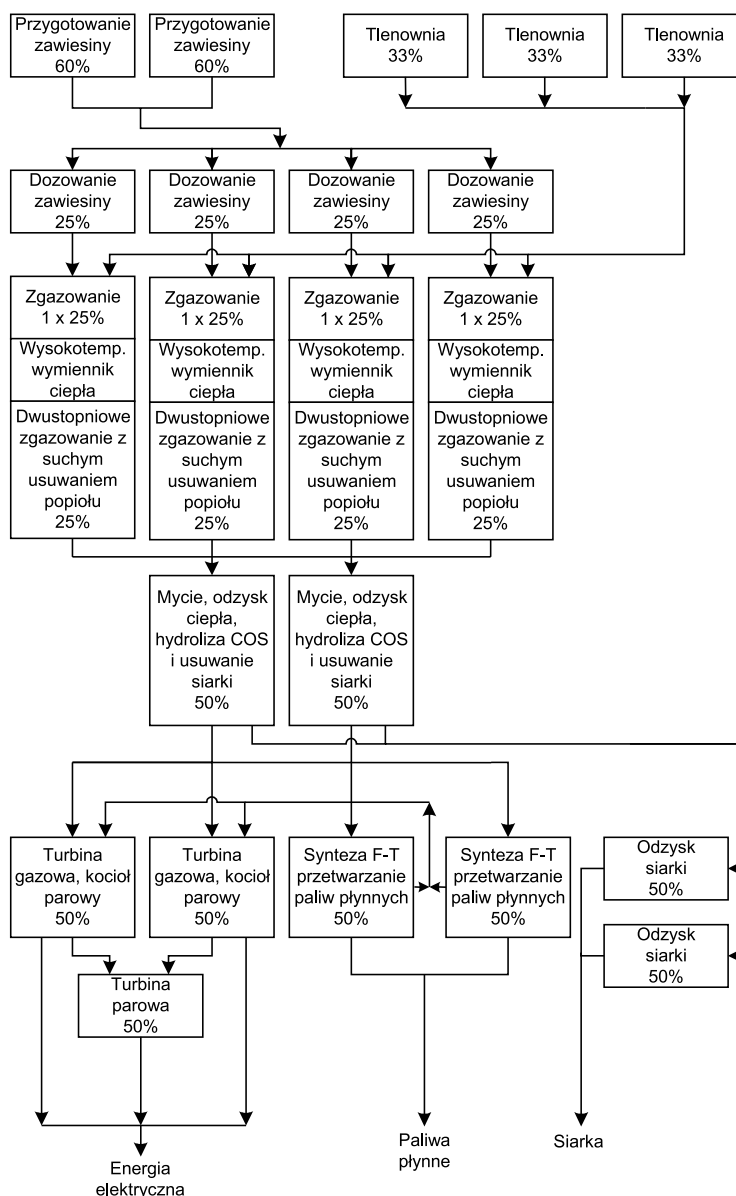 Przygotowanie
zawiesiny
60%
Przygotowanie
zawiesiny
60%
Tlenownia
33%
Tlenownia
33%
Tlenownia
33%
Dozowanie
zawiesiny
25%
Dozowanie
zawiesiny
25%
Dozowanie
zawiesiny
25%
Dozowanie
zawiesiny
25%
Zgazowanie
1 x 25%
Zgazowanie
1 x 25%
Zgazowanie
1 x 25%
Zgazowanie
1 x 25%
Wysokotemp.
wymiennik
ciepła
Wysokotemp.
wymiennik
ciepła
Wysokotemp.
wymiennik
ciepła
Wysokotemp.
wymiennik
ciepła
Dwustopniowe
zgazowanie z
suchym
usuwaniem
popiołu
25%
Dwustopniowe
zgazowanie z
suchym
usuwaniem
popiołu
25%
Dwustopniowe
zgazowanie z
suchym
usuwaniem
popiołu
25%
Dwustopniowe
zgazowanie z
suchym
usuwaniem
popiołu
25%
Mycie, odzysk
ciepła,
hydroliza COS
i usuwanie
siarki
50%
Mycie, odzysk
ciepła,
hydroliza COS
i usuwanie
siarki
50%
Turbina
gazowa, kocioł
parowy
50%
Turbina
gazowa, kocioł
parowy
50%
Synteza F-T
przetwarzanie
paliw płynnych
50%
Synteza F-T
przetwarzanie
paliw płynnych
50%
Odzysk
siarki
50%
Odzysk
siarki
50%
Turbina
parowa
50%
Energia
elektryczna
Paliwa
płynne
Siarka